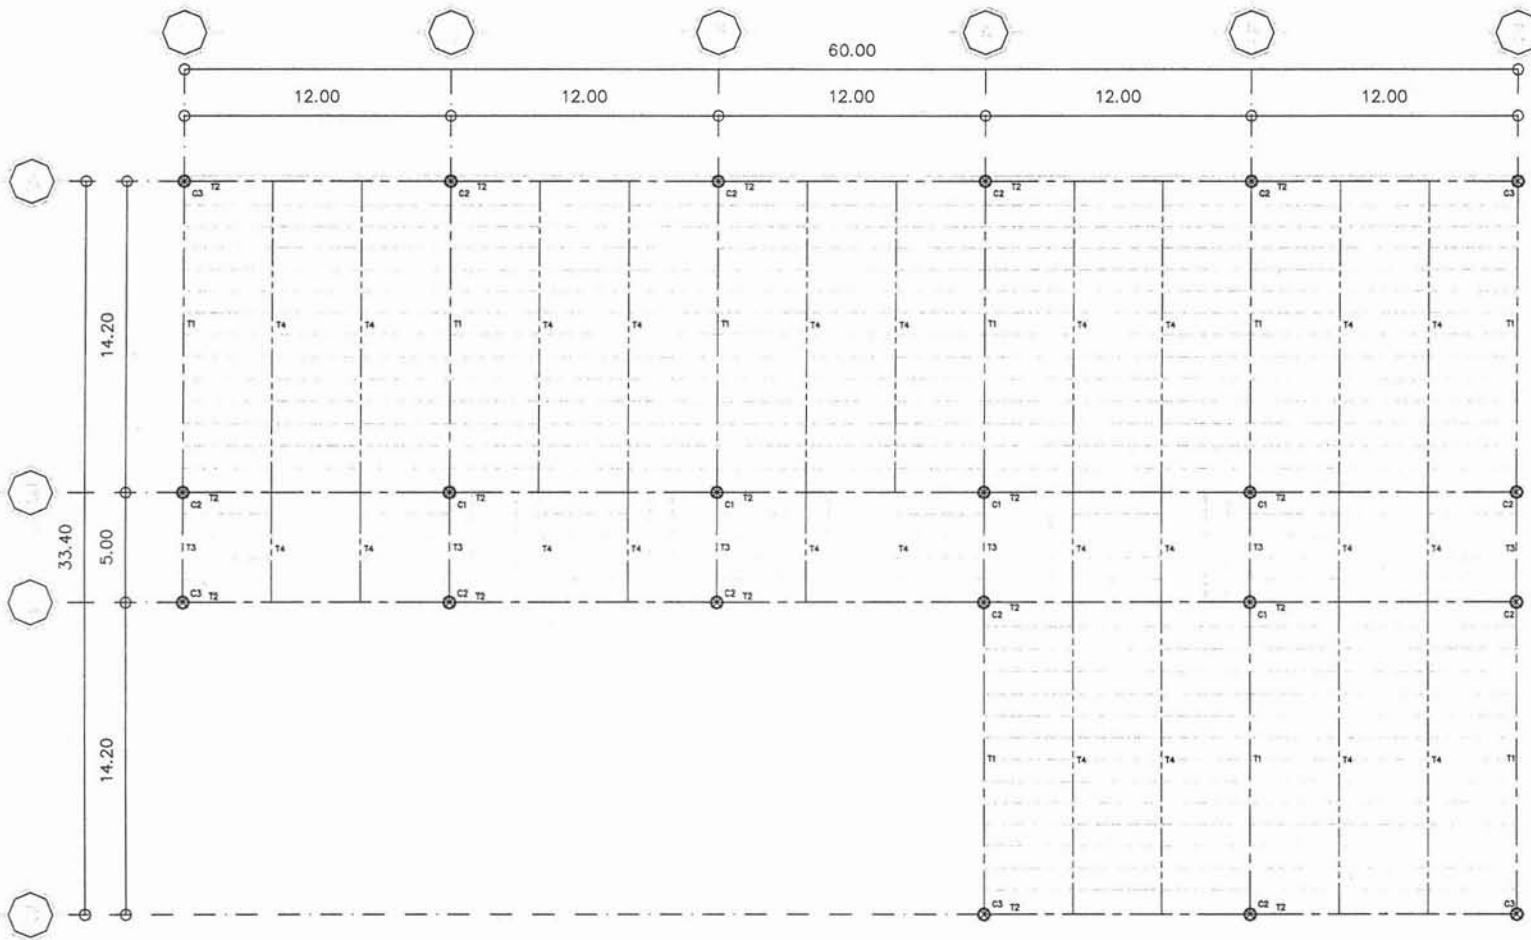 60.00
12.00 12.00 12.00 12.00 12.00
C3 T2 C2 T2 C2 T2 C2 T2 C2 T2 C3
14.20
T1 T4 T4 T1 T4 T4 T1 T4 T4 T1 T4 T4 T1 T4 T4 T1
C2 T2 C1 T2 C1 T2 C1 T2 C1 T2 C2
33.40
5.00
T3 T4 T4 T3 T4 T4 T3 T4 T4 T3 T4 T4 T3 T4 T4 T3
C3 T2 C2 T2 C2 T2 C2 T2 C1 T2 C2
14.20
T1 T4 T4 T1 T4 T4 T1
C3 T2 C2 T2 C3